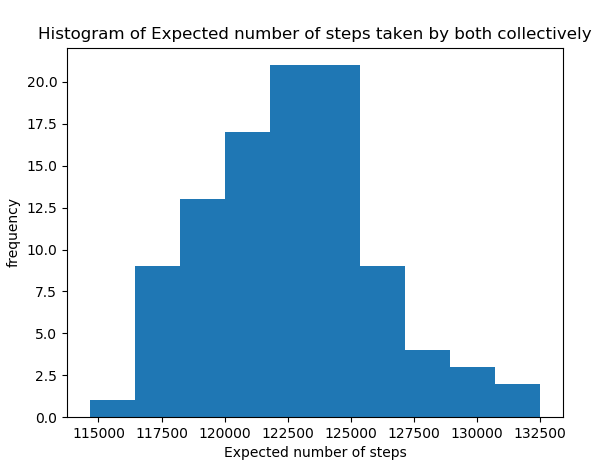 Histogram of Expected number of steps taken by both collectively
20.0
17.5
15.0
12.5
10.0
7.5
5.0
2.5
0.0
frequency
115000 117500 120000 122500 125000 127500 130000 132500
Expected number of steps